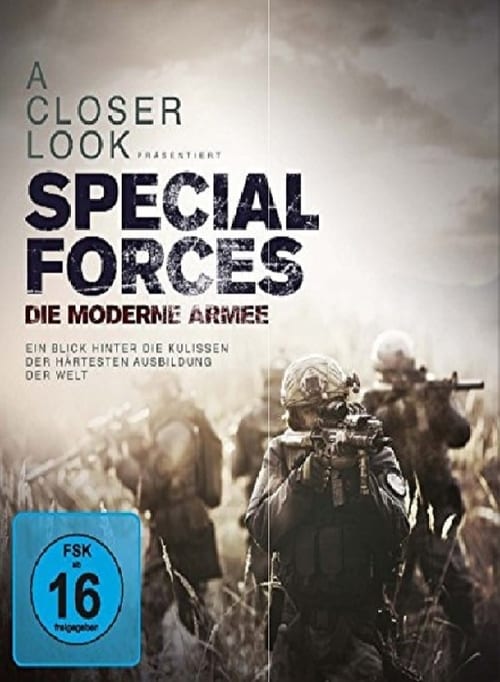 A
CLOSER
LOOK PRÄSENTIERT
SPECIAL
FORCES
DIE MODERNE ARMEE
EIN BLICK HINTER DIE KULISSEN
DER HÄRTESTEN AUSBILDUNG
DER WELT
FSK
ab
16
freigegeben